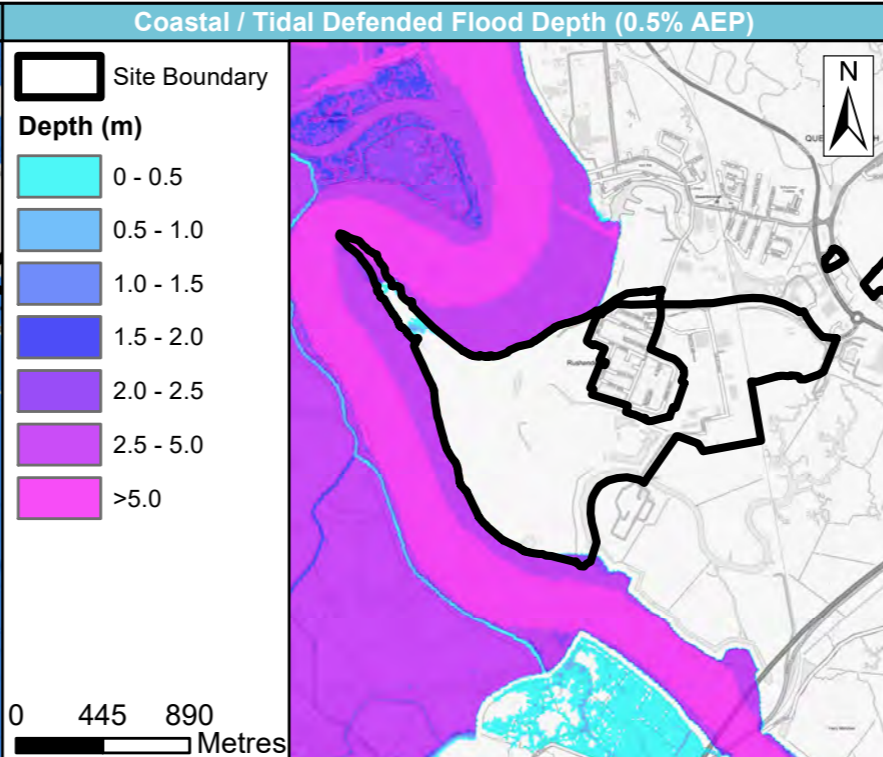 Coastal / Tidal Defended Flood Depth (0.5% AEP)
Site Boundary
Depth (m)
0 - 0.5
0.5 - 1.0
1.0 - 1.5
1.5 - 2.0
2.0 - 2.5
2.5 - 5.0
>5.0
0 445 890
Metres
N